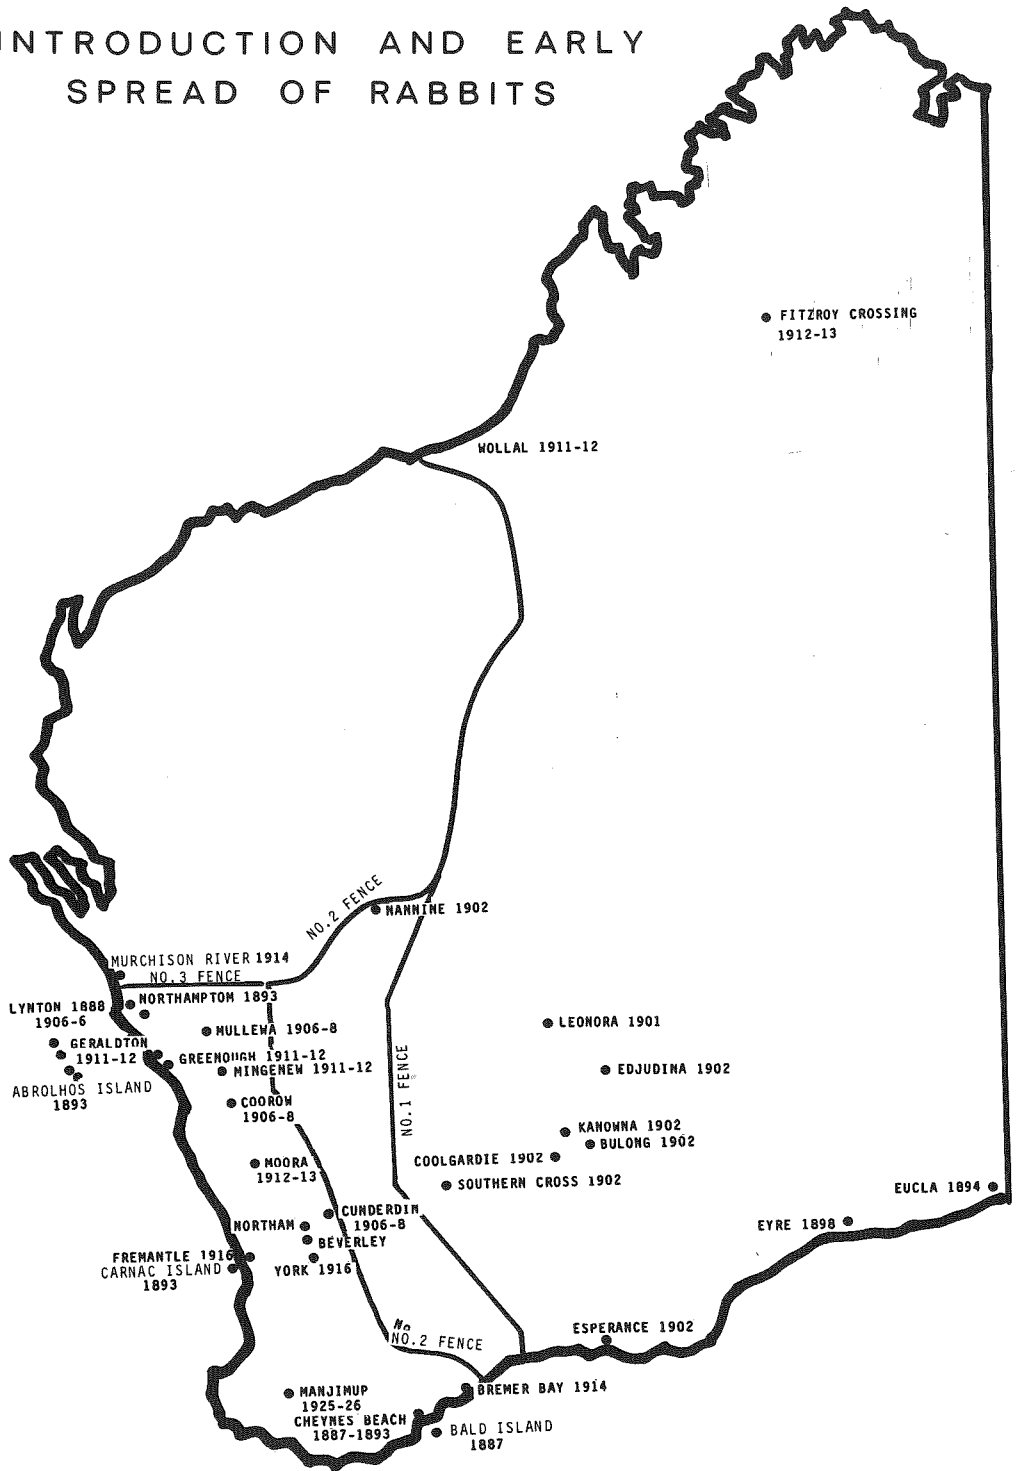 INTRODUCTION AND EARLY
SPREAD OF RABBITS
FITZROY CROSSING
1912-13
WOLLAL 1911-12
NO.2 FENCE
NANNINE 1902
MURCHISON RIVER 1914
NO.3 FENCE
LYNTON 1888
1906-6
NORTHAMPTOM 1893
MULLEWA 1906-8
LEONORA 1901
GERALDTON
1911-12
GREENOUGH 1911-12
MINGENEW 1911-12
EDJUDINA 1902
ABROLHOS ISLAND
1893
COOROW
1906-8
NO.1 FENCE
KANOWNA 1902
BULONG 1902
COOLGARDIE 1902
MOORA
1912-13
SOUTHERN CROSS 1902
EUCLA 1894
CUNDERDIN
1906-8
NORTHAM
EYRE 1898
BEVERLEY
FREMANTLE 1916
CARNAC ISLAND
1893
YORK 1916
ESPERANCE 1902
No
NO.2 FENCE
MANJIMUP
1925-26
BREMER BAY 1914
CHEYNES BEACH
1887-1893
BALD ISLAND
1887